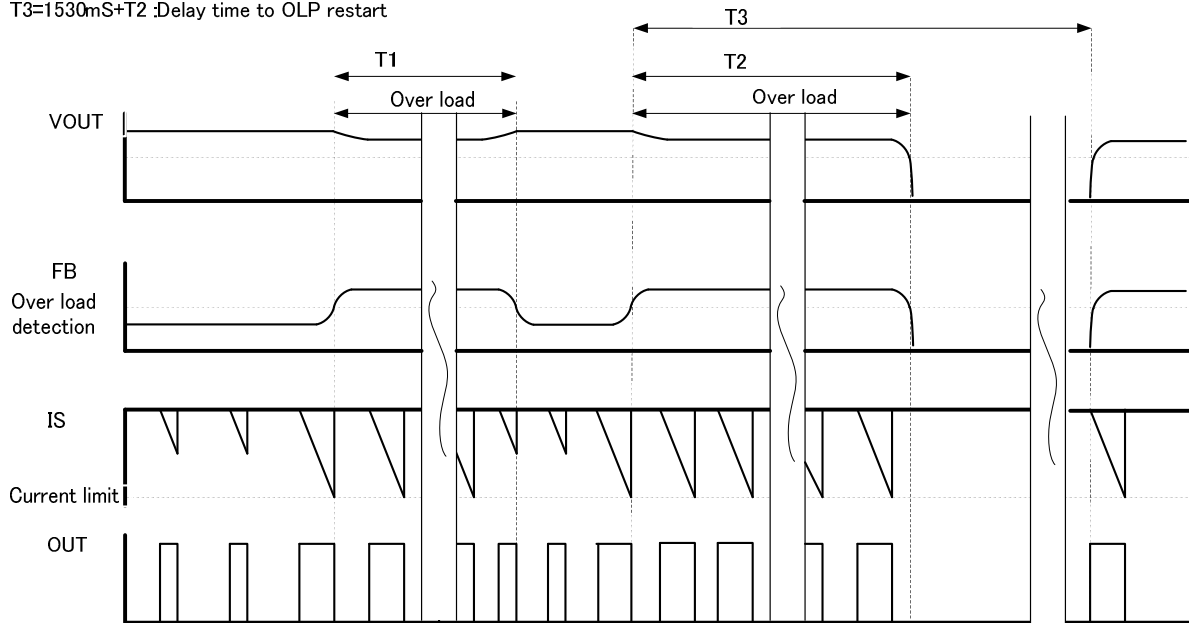 T3=1530mS+T2 :Delay time to OLP restart
T3
T1
T2
Over load
Over load
VOUT
FB
Over load
detection
IS
Current limit
OUT